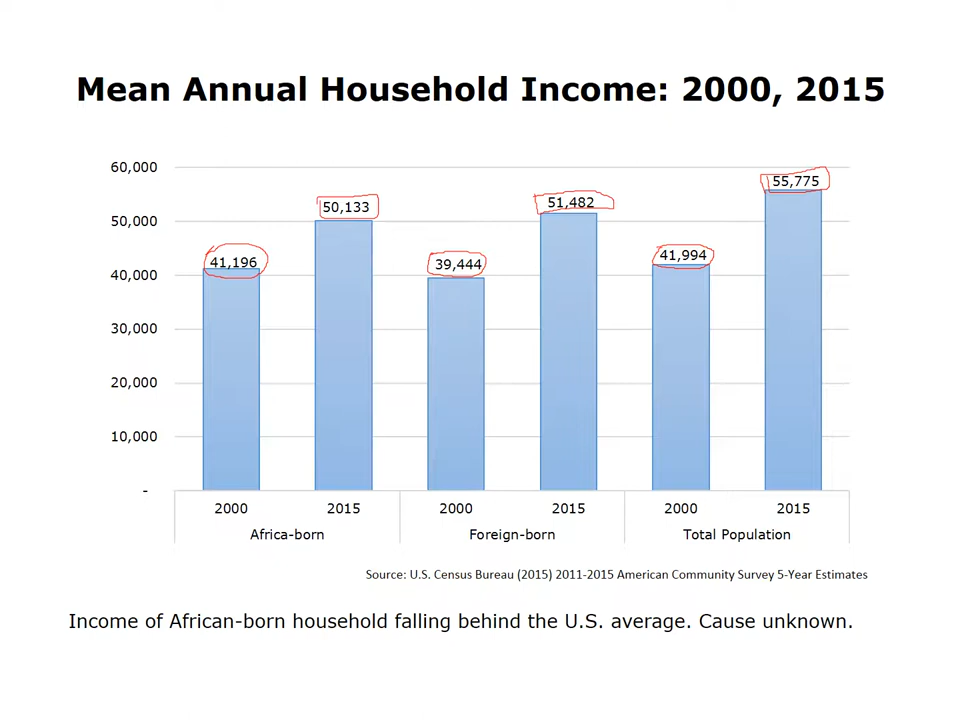 Mean Annual Household Income: 2000, 2015
60,000
50,000
40,000
30,000
20,000
10,000
-
41,196
50,133
39,444
51,482
41,994
55,775
2000 2015 2000 2015 2000 2015
Africa-born Foreign-born Total Population
Source: U.S. Census Bureau (2015) 2011-2015 American Community Survey 5-Year Estimates
Income of African-born household falling behind the U.S. average. Cause unknown.